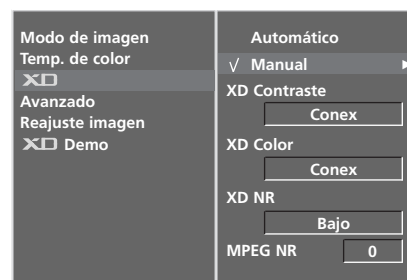 Modo de imagen
Temp. de color
XD
Avanzado
Reajuste imagen
XD Demo
Automático
√ Manual
XD Contraste
Conex
XD Color
Conex
XD NR
Bajo
MPEG NR 0